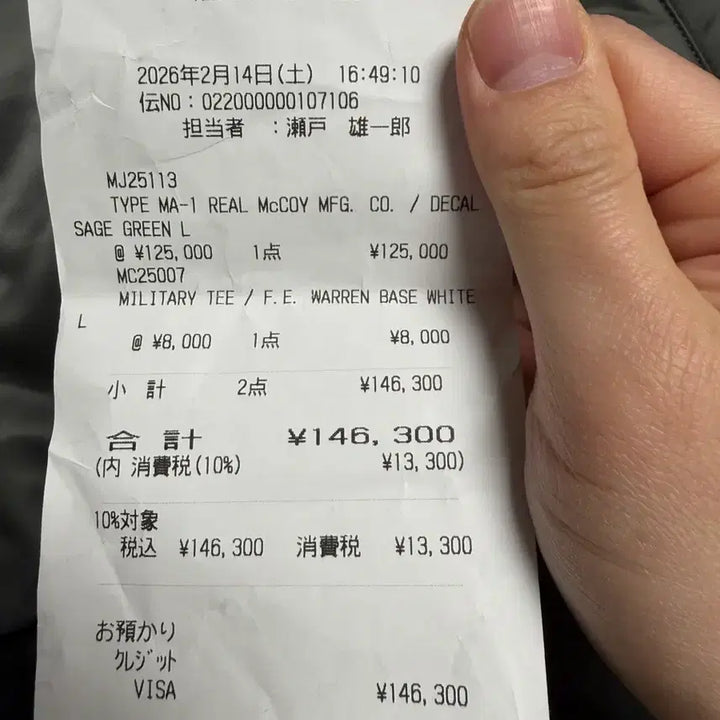 2026年2月14日(土) 16:49:10
伝NO:022000000107106
担当者 :瀬戸 雄一郎
MJ25113
TYPE MA-1 REAL McCOY MFG. CO. / DECAL
SAGE GREEN L
@ ¥125,000 1点 ¥125,000
MC25007
MILITARY TEE / F.E. WARREN BASE WHITE
L
@ ¥8,000 1点 ¥8,000
小 計 2点 ¥146,300
合 計 ¥146,300
(内 消費税(10%) ¥13,300)
10%対象
税込 ¥146,300 消費税 ¥13,300
お預かり
クレジット
VISA ¥146,300